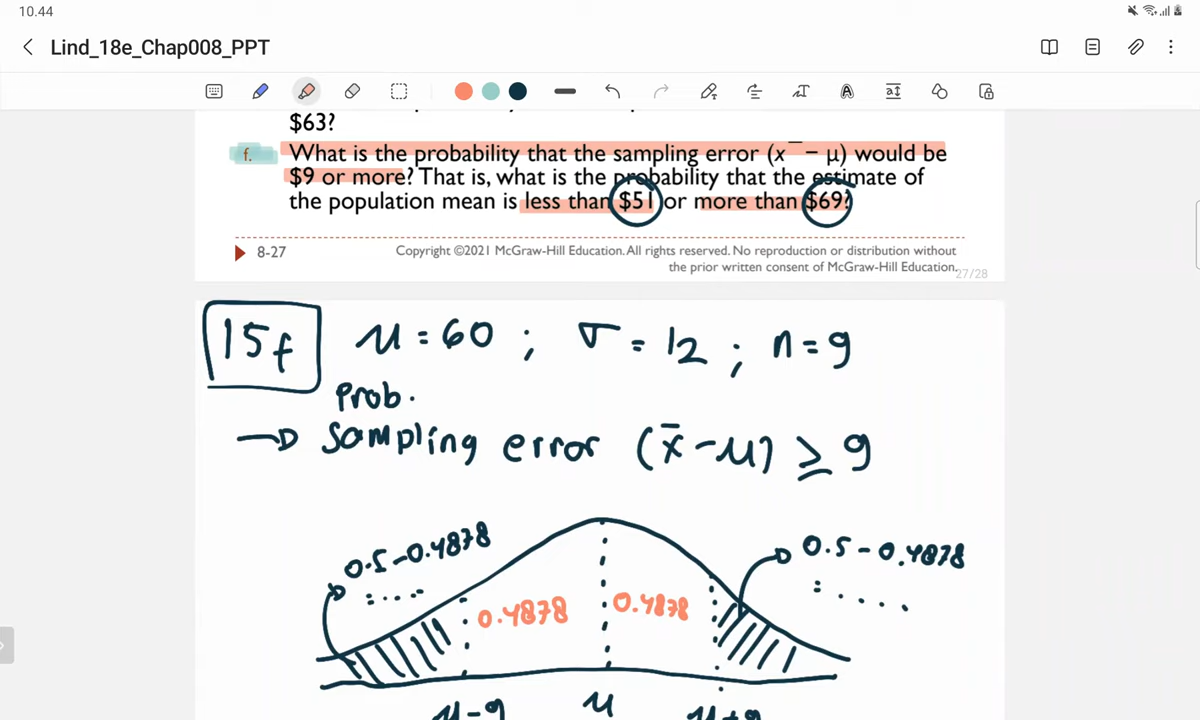 10.44
Lind_18e_Chap008_PPT
$63?
f. What is the probability that the sampling error (x¯ − μ) would be
$9 or more? That is, what is the probability that the estimate of
the population mean is less than $51 or more than $69?
8-27
Copyright ©2021 McGraw-Hill Education. All rights reserved. No reproduction or distribution without
the prior written consent of McGraw-Hill Education.
27/28
15f μ = 60 ; σ = 12 ; n = 9
Prob.
→ Sampling error (x̄ - μ) ≥ 9
0.5-0.4878
0.5-0.4878
0.4878
0.4878
μ-9 μ μ+9